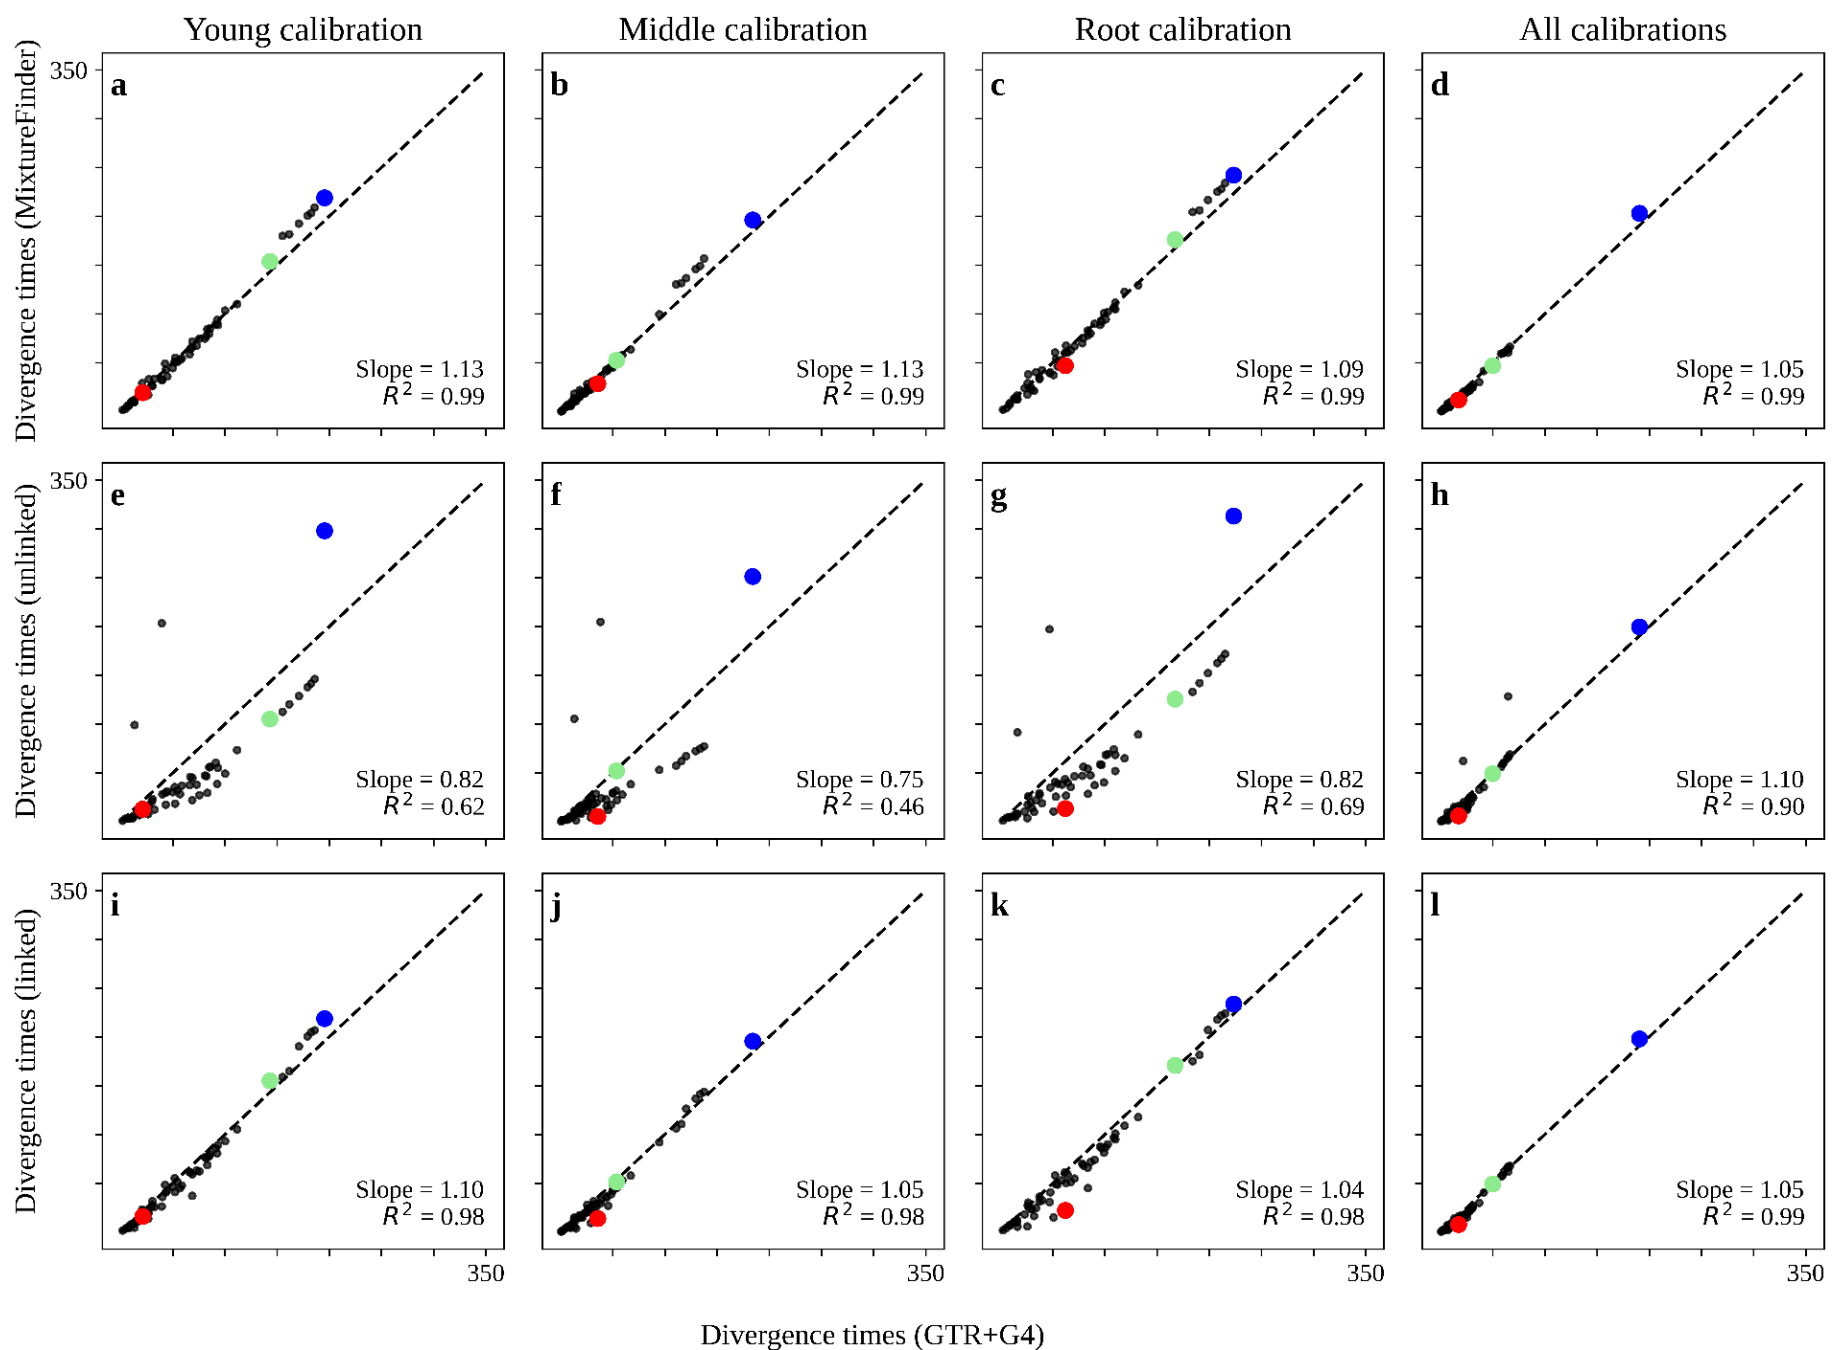 Young calibration
Middle calibration
Root calibration
All calibrations
Divergence times (MixtureFinder)
350
a
Slope = 1.13
R² = 0.99
b
Slope = 1.13
R² = 0.99
c
Slope = 1.09
R² = 0.99
d
Slope = 1.05
R² = 0.99
Divergence times (unlinked)
350
e
Slope = 0.82
R² = 0.62
f
Slope = 0.75
R² = 0.46
g
Slope = 0.82
R² = 0.69
h
Slope = 1.10
R² = 0.90
Divergence times (linked)
350
i
Slope = 1.10
R² = 0.98
j
Slope = 1.05
R² = 0.98
k
Slope = 1.04
R² = 0.98
l
Slope = 1.05
R² = 0.99
350
350
350
350
Divergence times (GTR+G4)